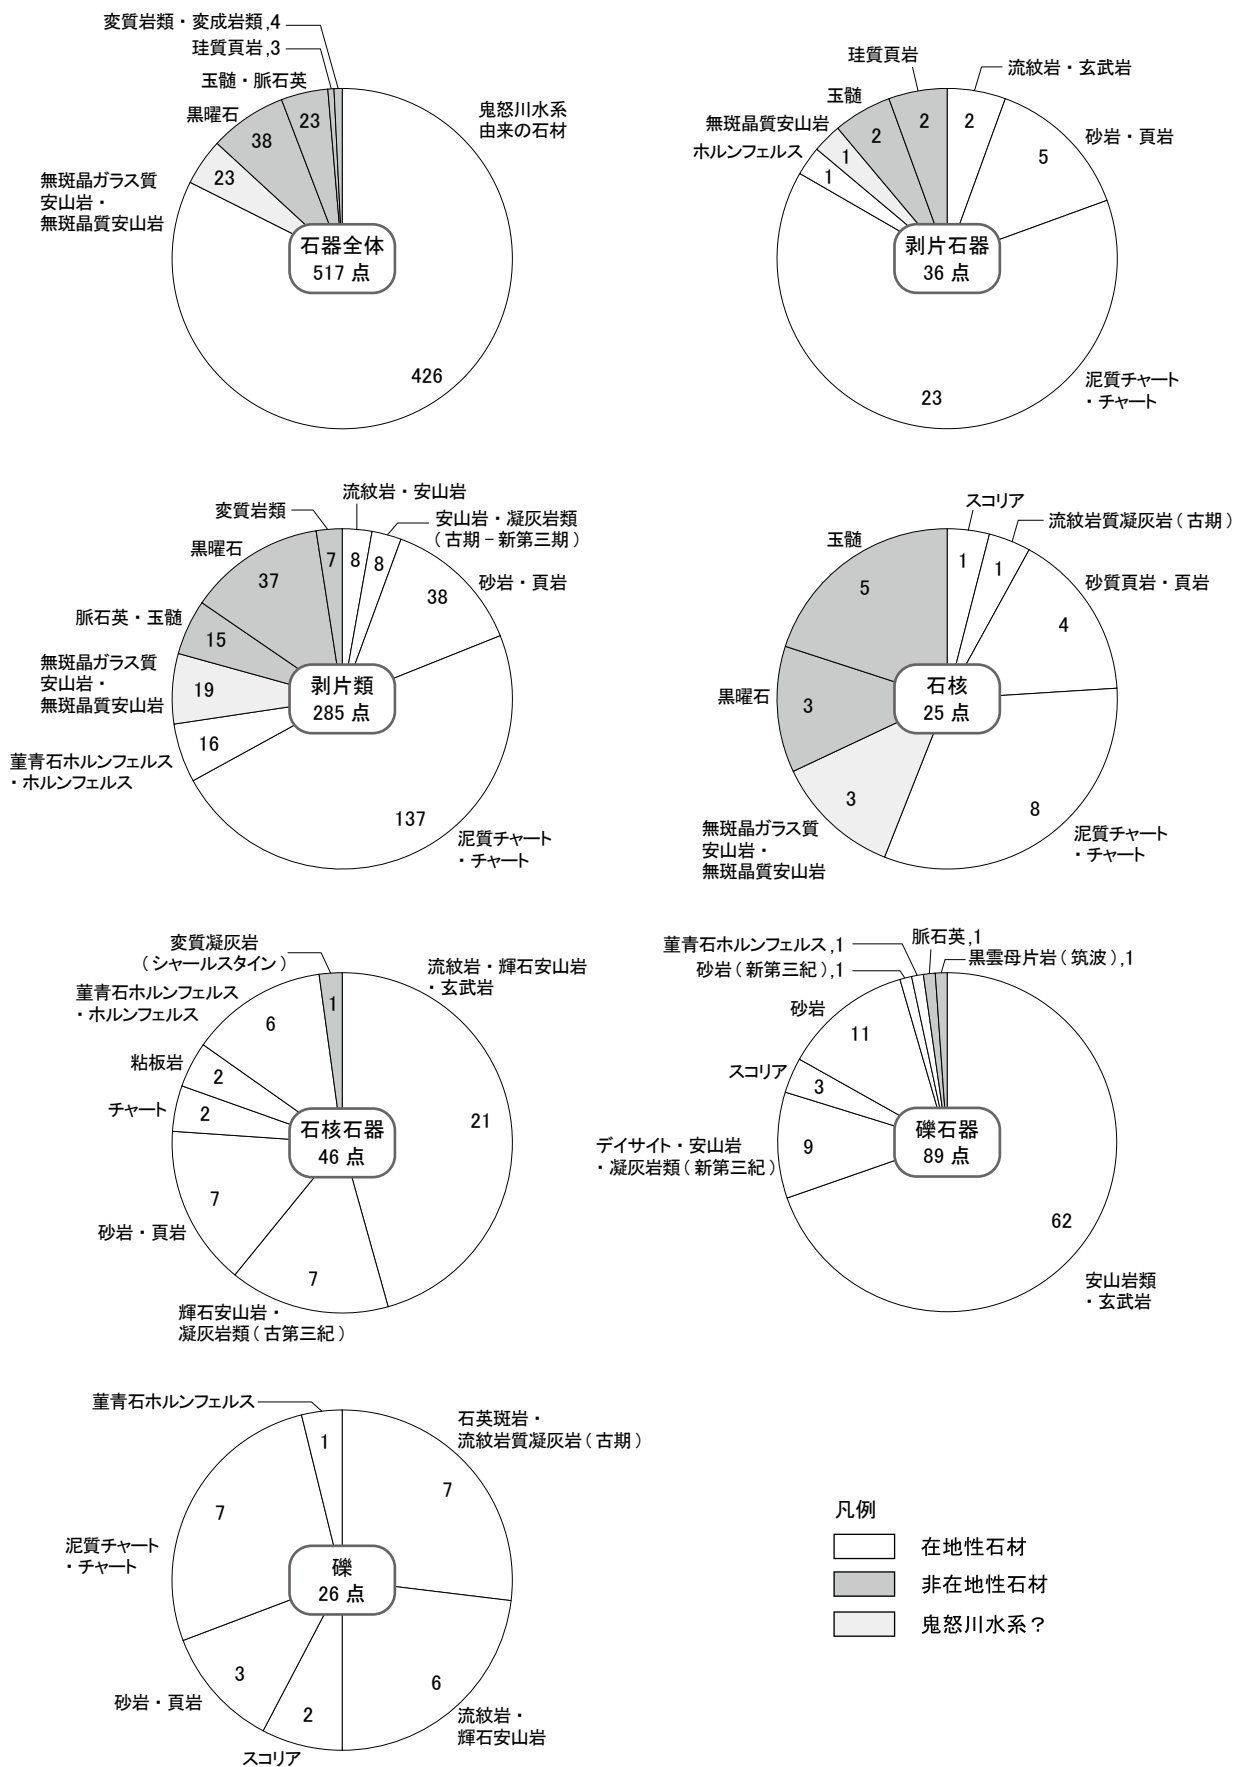 変質岩類・変成岩類,4
珪質頁岩,3
玉髄・脈石英
黒曜石
無斑晶ガラス質
安山岩・
無斑晶質安山岩
鬼怒川水系
由来の石材
23
38
23
426
石器全体
517 点
珪質頁岩
流紋岩・玄武岩
玉髄
無斑晶質安山岩
ホルンフェルス
砂岩・頁岩
泥質チャート
・チャート
1
1
2
2
2
5
23
剥片石器
36 点
流紋岩・安山岩
変質岩類
安山岩・凝灰岩類
(古期−新第三期)
黒曜石
砂岩・頁岩
脈石英・玉髄
無斑晶ガラス質
安山岩・
無斑晶質安山岩
菫青石ホルンフェルス
・ホルンフェルス
泥質チャート
・チャート
37
7
8
8
38
15
19
16
137
剥片類
285 点
スコリア
流紋岩質凝灰岩(古期)
玉髄
砂質頁岩・頁岩
黒曜石
無斑晶ガラス質
安山岩・
無斑晶質安山岩
泥質チャート
・チャート
5
1
1
4
3
3
8
石核
25 点
変質凝灰岩
(シャールスタイン)
流紋岩・輝石安山岩
・玄武岩
菫青石ホルンフェルス
・ホルンフェルス
粘板岩
チャート
砂岩・頁岩
輝石安山岩・
凝灰岩類(古第三紀)
1
6
2
2
7
7
21
石核石器
46 点
菫青石ホルンフェルス,1
脈石英,1
砂岩(新第三紀),1
黒雲母片岩(筑波),1
砂岩
スコリア
デイサイト・安山岩
・凝灰岩類(新第三紀)
安山岩類
・玄武岩
11
3
9
62
礫石器
89 点
菫青石ホルンフェルス
石英斑岩・
流紋岩質凝灰岩(古期)
泥質チャート
・チャート
砂岩・頁岩
スコリア
流紋岩・
輝石安山岩
1
7
7
3
2
6
礫
26 点
凡例
在地性石材
非在地性石材
鬼怒川水系?